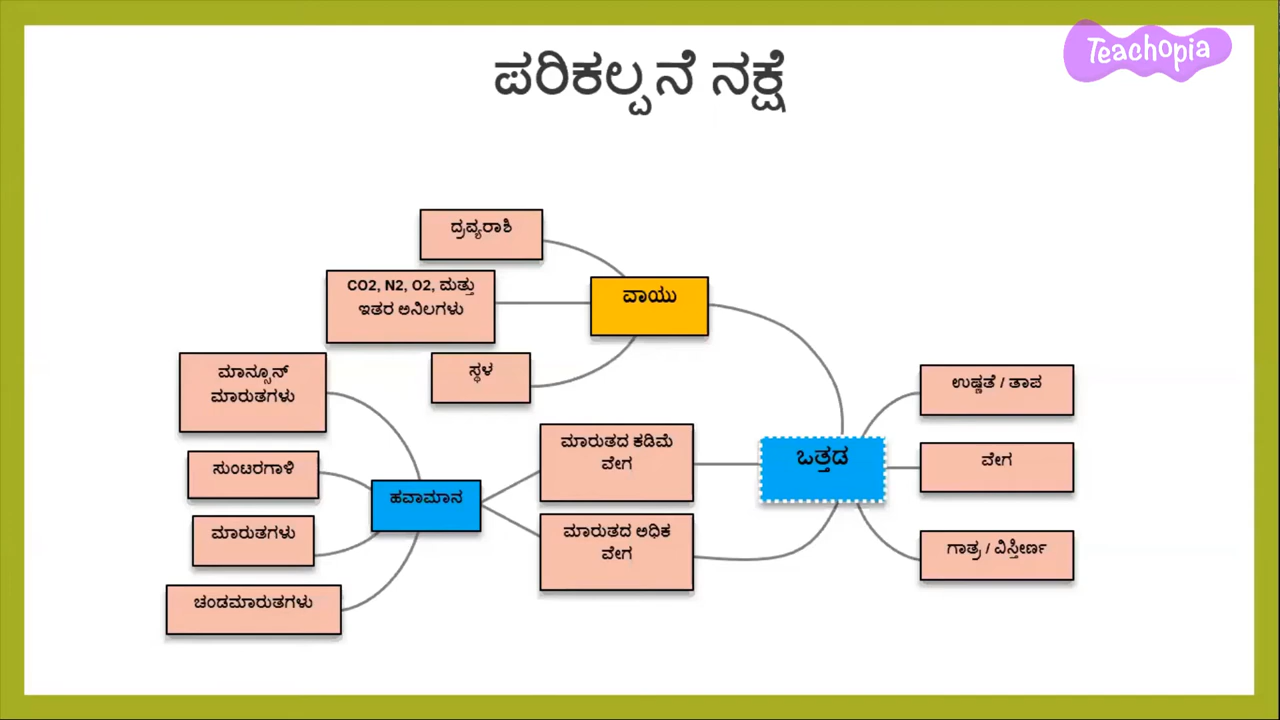 Teachopia
ಪರಿಕಲ್ಪನೆ ನಕ್ಷೆ
ದ್ರವ್ಯರಾಶಿ
CO2, N2, O2, ಮತ್ತು
ಇತರ ಅನಿಲಗಳು
ಸ್ಥಳ
ವಾಯು
ಮಾನ್ಸೂನ್
ಮಾರುತಗಳು
ಸುಂಟರಗಾಳಿ
ಮಾರುತಗಳು
ಚಂಡಮಾರುತಗಳು
ಹವಾಮಾನ
ಮಾರುತದ ಕಡಿಮೆ
ವೇಗ
ಮಾರುತದ ಅಧಿಕ
ವೇಗ
ಒತ್ತಡ
ಉಷ್ಣತೆ / ತಾಪ
ವೇಗ
ಗಾತ್ರ / ವಿಸ್ತೀರ್ಣ